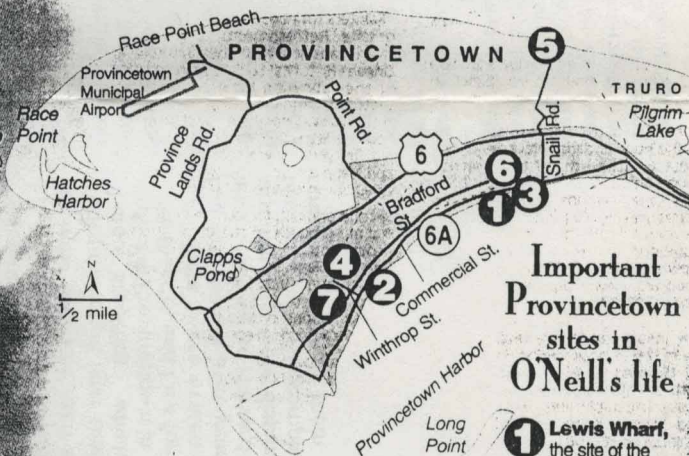 Race Point Beach
PROVINCETOWN
5
Provincetown
Municipal
Airport
TRURO
Pilgrim
Lake
Race
Point
Point Rd.
Province
Lands Rd.
6
Snail Rd.
Hatches
Harbor
6
Bradford
St.
1
3
6A
Clapps
Pond
Commercial St.
4
7
2
N
1/2 mile
Winthrop St.
Provincetown Harbor
Long
Point
Important
Provincetown
sites in
O'Neill's life
1 Lewis Wharf,
the site of the